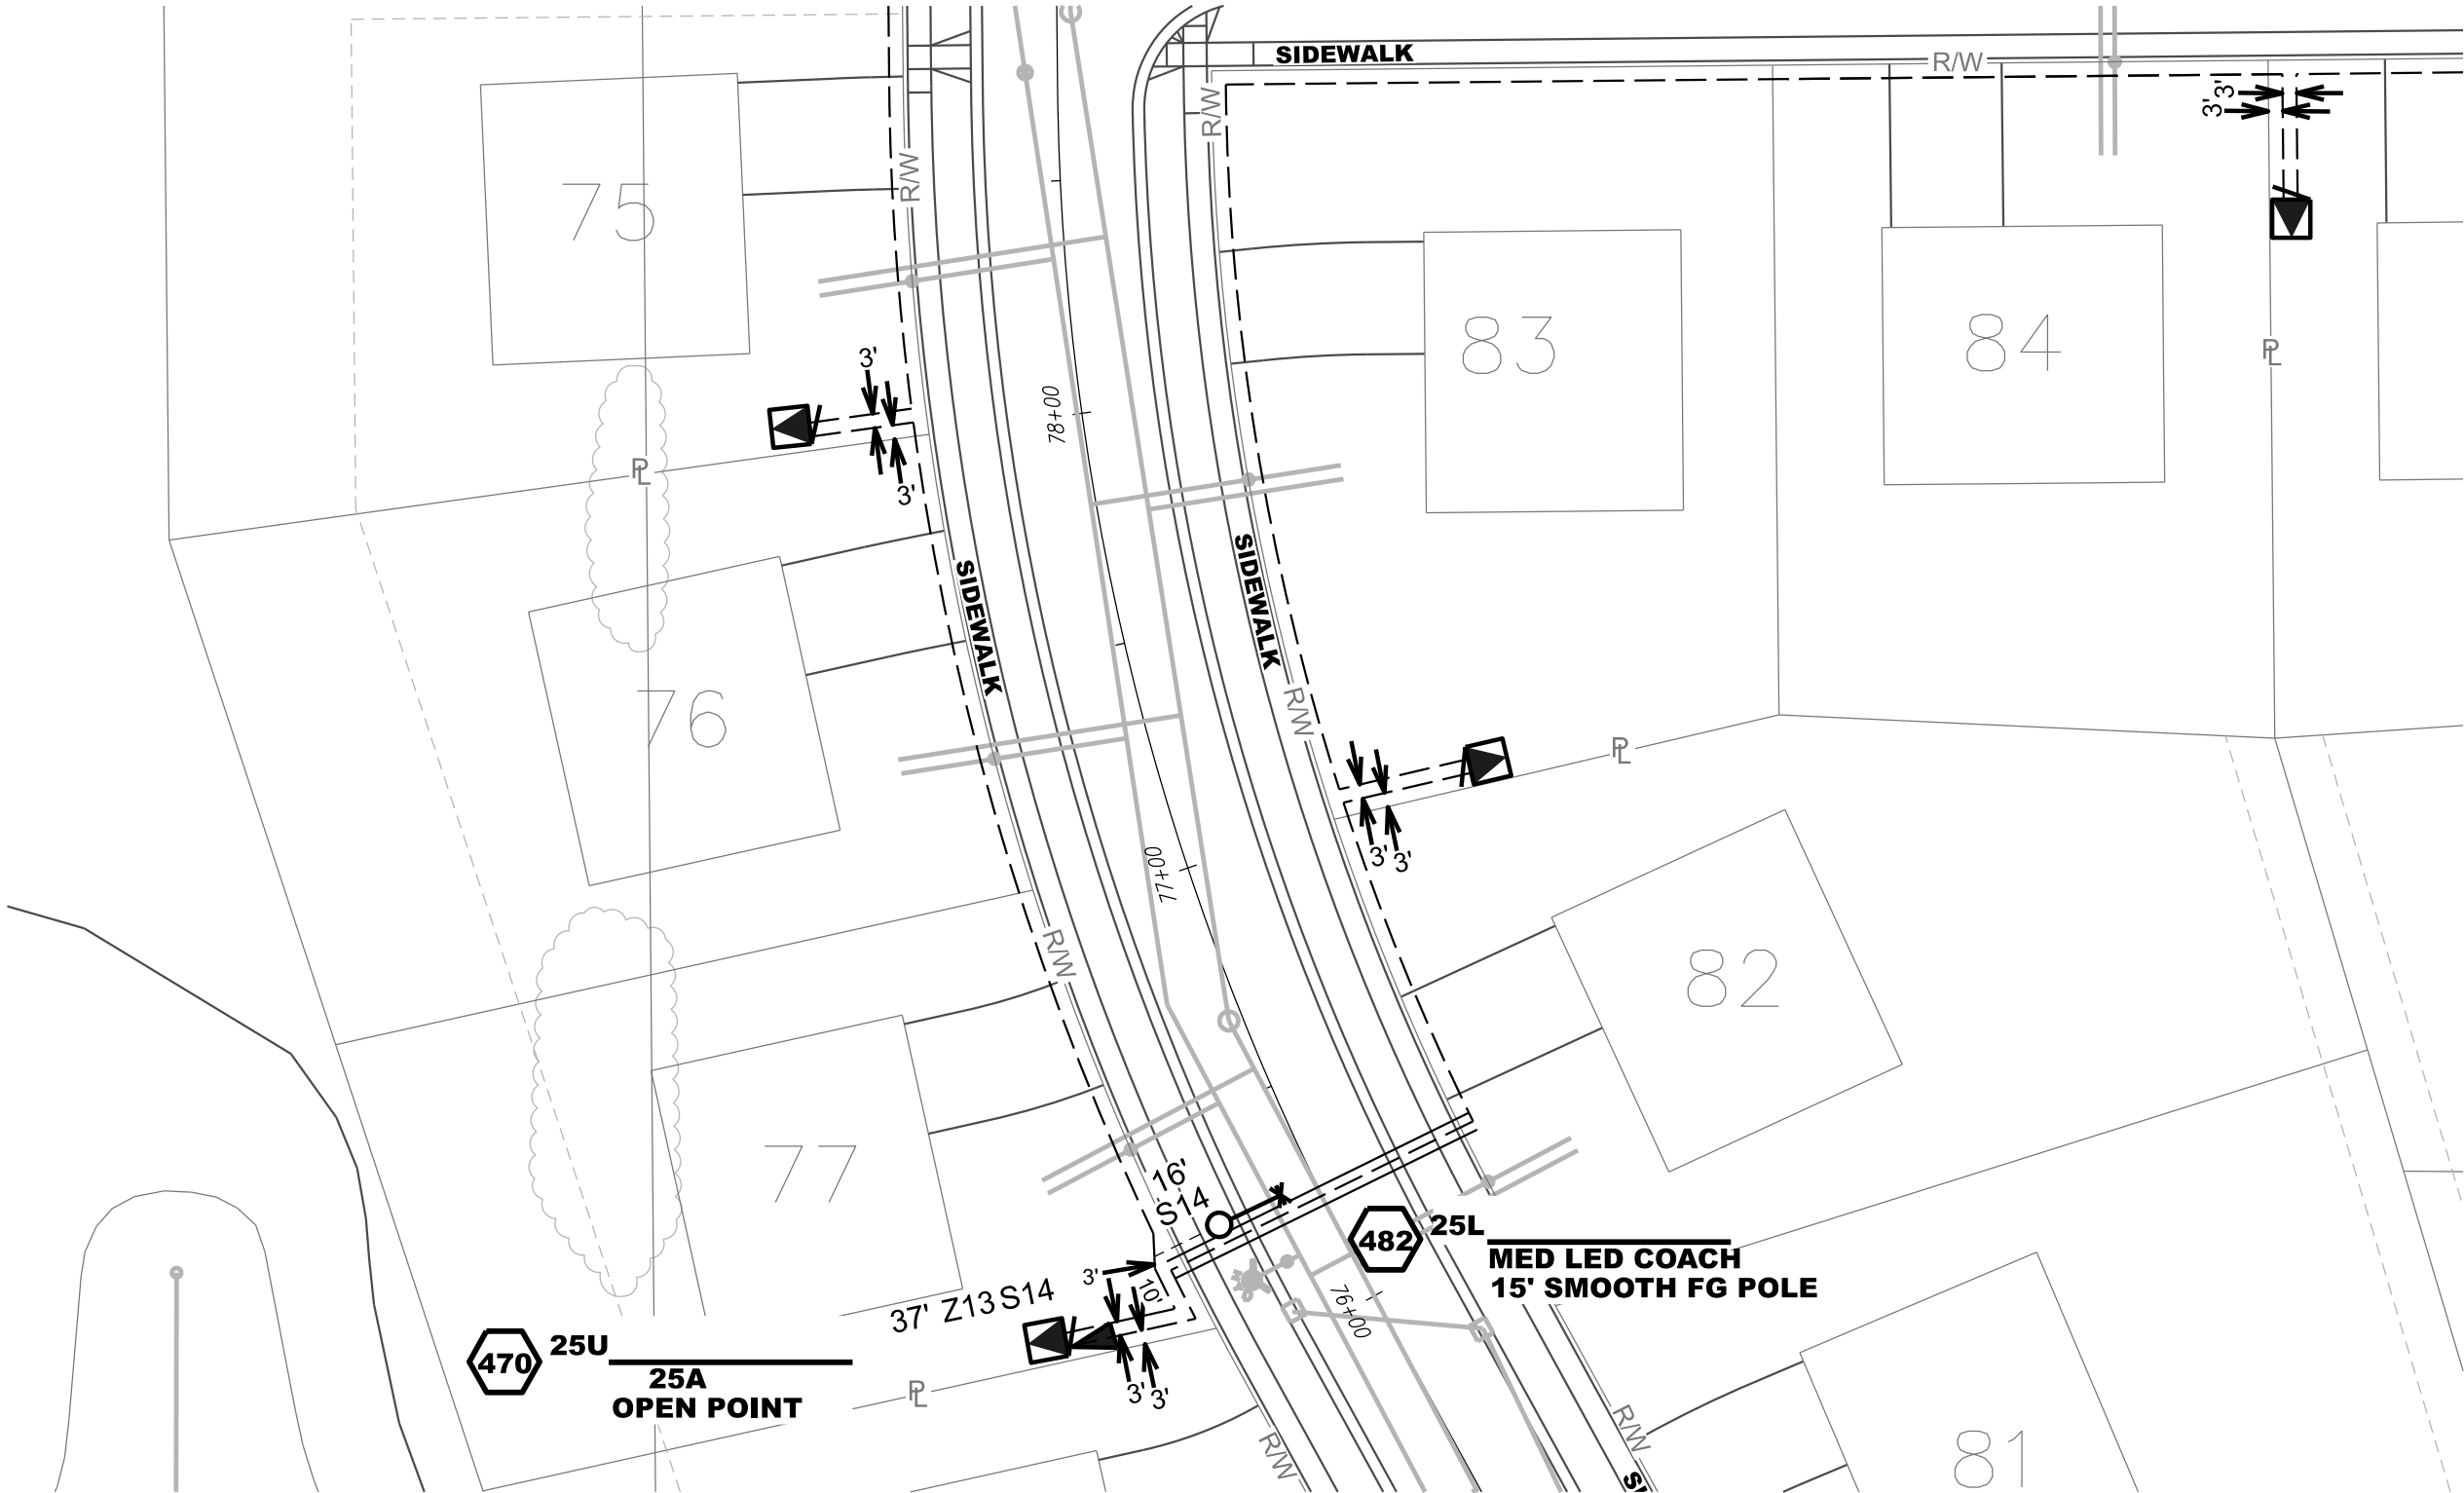 SIDEWALK
R/W
R/W
R/W
3'
3'
75
83
84
3'
3'
78+00
PL
PL
SIDEWALK
SIDEWALK
R/W
76
PL
77+00
3'
3'
R/W
82
77
16'
S14
482
25L
MED LED COACH
15' SMOOTH FG POLE
3'
10'
37' Z13 S14
76+00
470
25U
25A
OPEN POINT
3'
3'
PL
R/W
R/W
81